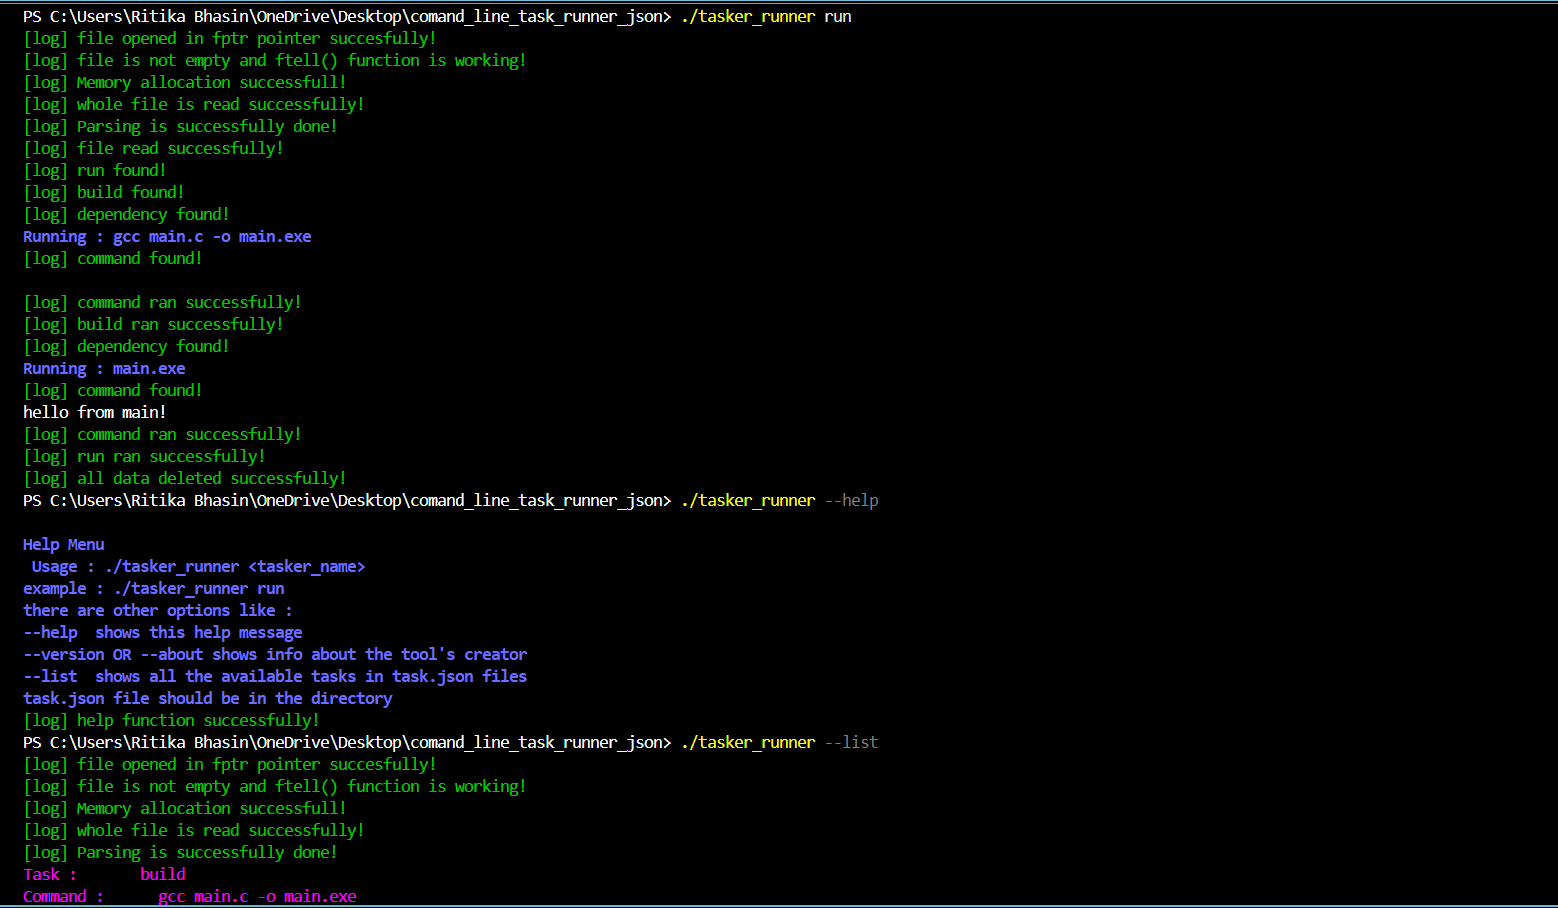 PS C:\Users\Ritika Bhasin\OneDrive\Desktop\comand_line_task_runner_json> ./tasker_runner run
[log] file opened in fptr pointer succesfully!
[log] file is not empty and ftell() function is working!
[log] Memory allocation successfull!
[log] whole file is read successfully!
[log] Parsing is successfully done!
[log] file read successfully!
[log] run found!
[log] build found!
[log] dependency found!
Running : gcc main.c -o main.exe
[log] command found!
[log] command ran successfully!
[log] build ran successfully!
[log] dependency found!
Running : main.exe
[log] command found!
hello from main!
[log] command ran successfully!
[log] run ran successfully!
[log] all data deleted successfully!
PS C:\Users\Ritika Bhasin\OneDrive\Desktop\comand_line_task_runner_json> ./tasker_runner --help
Help Menu
Usage : ./tasker_runner <tasker_name>
example : ./tasker_runner run
there are other options like :
--help  shows this help message
--version OR --about shows info about the tool's creator
--list  shows all the available tasks in task.json files
task.json file should be in the directory
[log] help function successfully!
PS C:\Users\Ritika Bhasin\OneDrive\Desktop\comand_line_task_runner_json> ./tasker_runner --list
[log] file opened in fptr pointer succesfully!
[log] file is not empty and ftell() function is working!
[log] Memory allocation successfull!
[log] whole file is read successfully!
[log] Parsing is successfully done!
Task :       build
Command :      gcc main.c -o main.exe